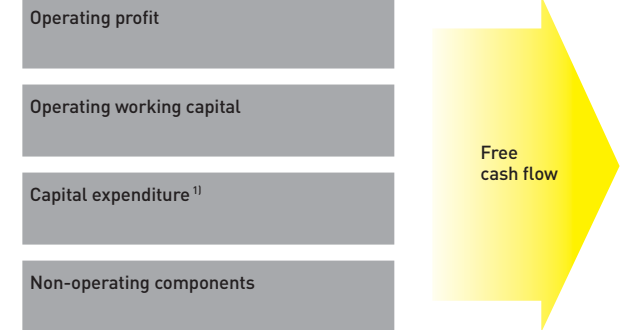 Operating profit
Operating working capital
Capital expenditure 1)
Non-operating components
Free
cash flow